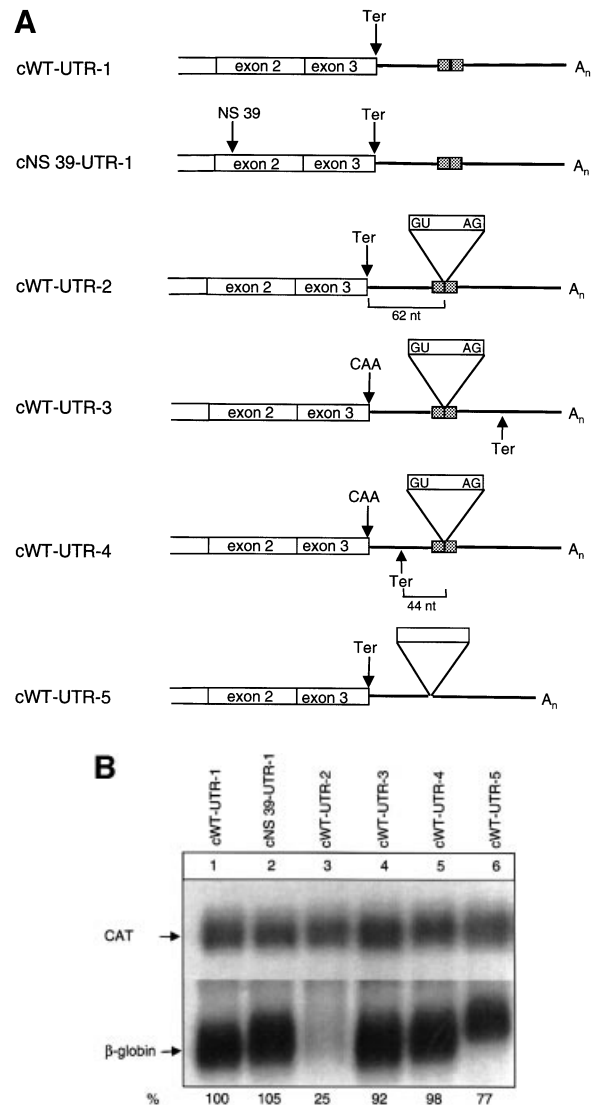 A
Ter
cWT-UTR-1 exon 2 exon 3 An
NS 39 Ter
cNS 39-UTR-1 exon 2 exon 3 An
GU AG
Ter
cWT-UTR-2 exon 2 exon 3 An
62 nt
GU AG
CAA
cWT-UTR-3 exon 2 exon 3 An
Ter
GU AG
CAA
cWT-UTR-4 exon 2 exon 3 An
Ter
44 nt
Ter
cWT-UTR-5 exon 2 exon 3 An
B
cWT-UTR-1
cNS 39-UTR-1
cWT-UTR-2
cWT-UTR-3
cWT-UTR-4
cWT-UTR-5
1 2 3 4 5 6
CAT
β-globin
% 100 105 25 92 98 77